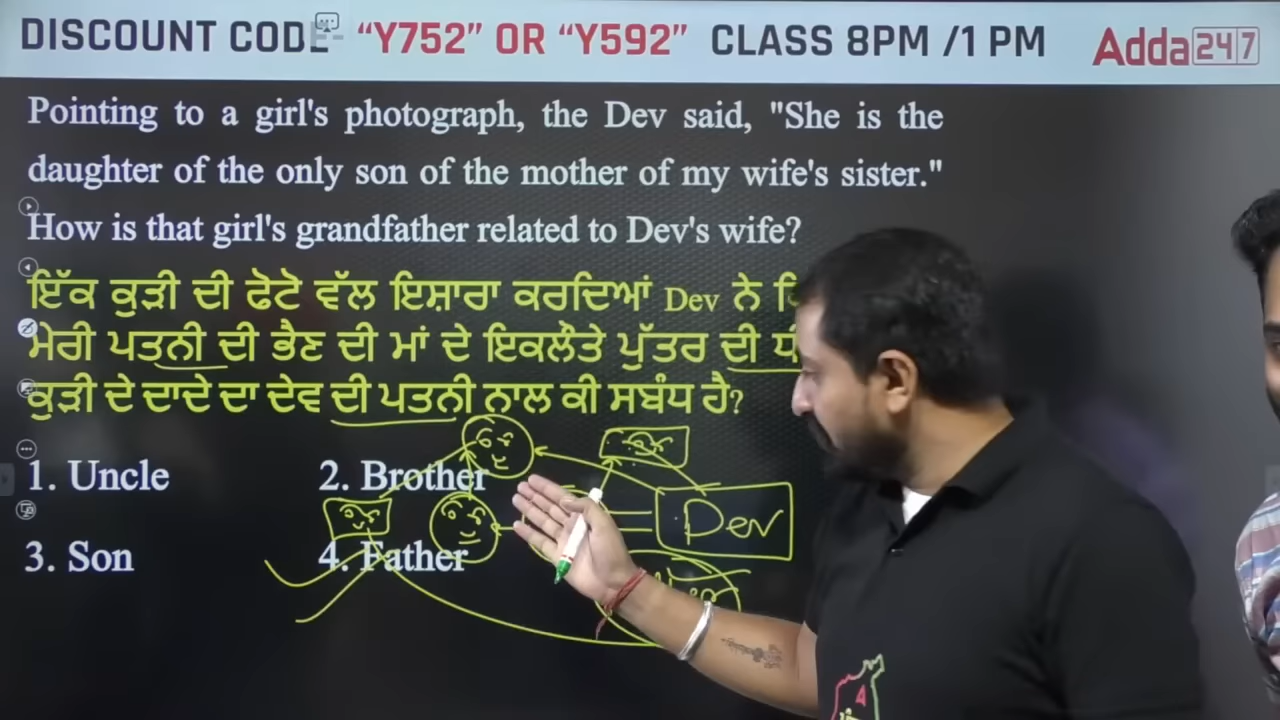 DISCOUNT CODE- “Y752” OR “Y592” CLASS 8PM /1 PM
Adda247
Pointing to a girl's photograph, the Dev said, "She is the
daughter of the only son of the mother of my wife's sister."
How is that girl's grandfather related to Dev's wife?
ਇੱਕ ਕੁੜੀ ਦੀ ਫੋਟੋ ਵੱਲ ਇਸ਼ਾਰਾ ਕਰਦਿਆਂ Dev ਨੇ
ਮੇਰੀ ਪਤਨੀ ਦੀ ਭੈਣ ਦੀ ਮਾਂ ਦੇ ਇਕਲੌਤੇ ਪੁੱਤਰ ਦੀ
ਕੁੜੀ ਦੇ ਦਾਦੇ ਦਾ ਦੇਵ ਦੀ ਪਤਨੀ ਨਾਲ ਕੀ ਸਬੰਧ ਹੈ?
1. Uncle 2. Brother
Dev
3. Son 4. Father